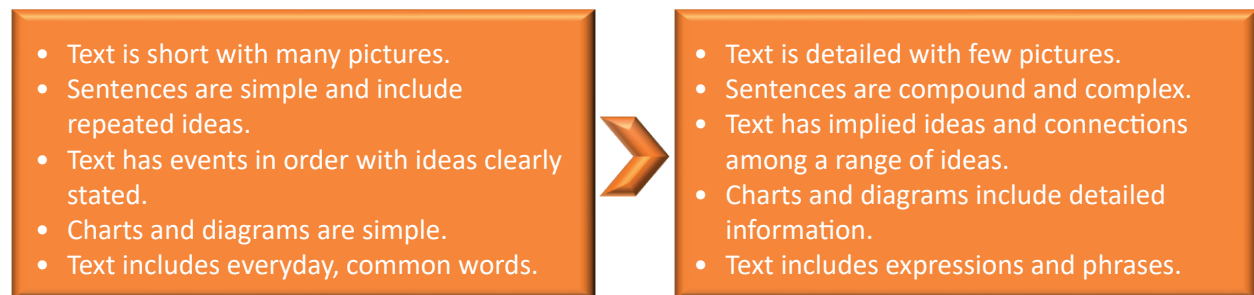 • Text is short with many pictures.
• Sentences are simple and include
repeated ideas.
• Text has events in order with ideas clearly
stated.
• Charts and diagrams are simple.
• Text includes everyday, common words.
• Text is detailed with few pictures.
• Sentences are compound and complex.
• Text has implied ideas and connections
among a range of ideas.
• Charts and diagrams include detailed
information.
• Text includes expressions and phrases.